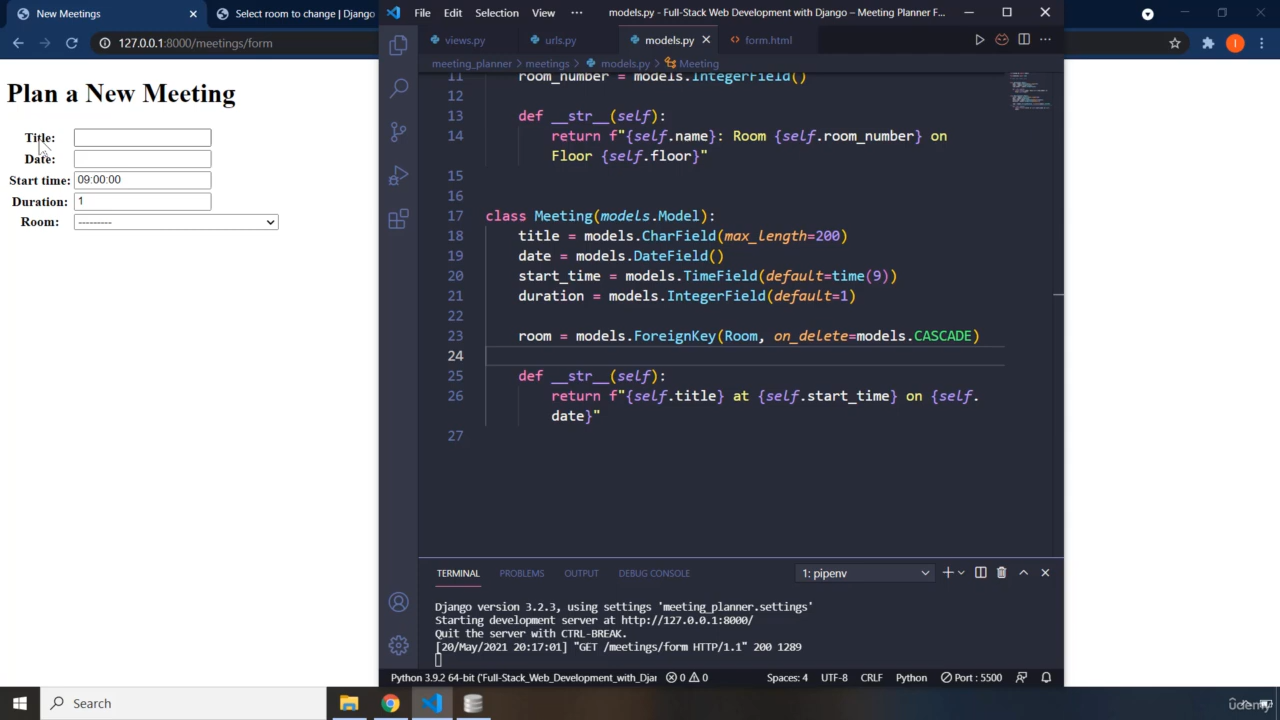 New Meetings
Select room to change | Django
127.0.0.1:8000/meetings/form
Plan a New Meeting
Title:
Date:
Start time: 09:00:00
Duration: 1
Room: ---------
File Edit Selection View ··· models.py - Full-Stack Web Development with Django – Meeting Planner F...
views.py urls.py models.py form.html
meeting_planner > meetings > models.py > Meeting
11 room_number = models.IntegerField()
12
13 def __str__(self):
14 return f"{self.name}: Room {self.room_number} on
Floor {self.floor}"
15
16
17 class Meeting(models.Model):
18 title = models.CharField(max_length=200)
19 date = models.DateField()
20 start_time = models.TimeField(default=time(9))
21 duration = models.IntegerField(default=1)
22
23 room = models.ForeignKey(Room, on_delete=models.CASCADE)
24
25 def __str__(self):
26 return f"{self.title} at {self.start_time} on {self.
date}"
27
TERMINAL PROBLEMS OUTPUT DEBUG CONSOLE 1: pipenv
Django version 3.2.3, using settings 'meeting_planner.settings'
Starting development server at http://127.0.0.1:8000/
Quit the server with CTRL-BREAK.
[20/May/2021 20:17:01] "GET /meetings/form HTTP/1.1" 200 1289
Python 3.9.2 64-bit ('Full-Stack_Web_Development_with_Djan 0 0 Spaces: 4 UTF-8 CRLF Python Port : 5500
Search
udemy